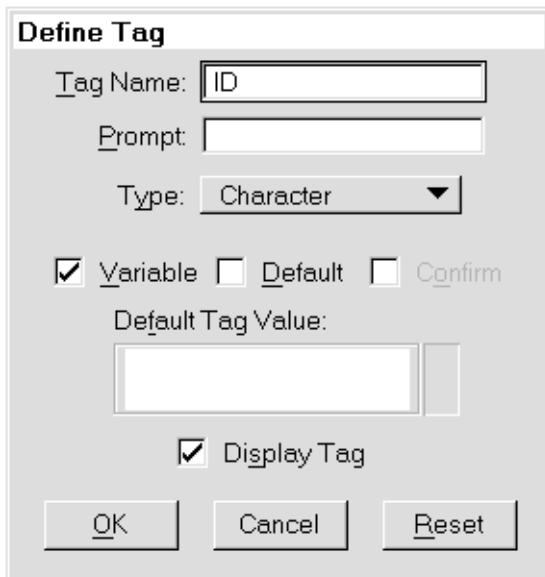 Define Tag
Tag Name: ID
Prompt:
Type: Character
Variable Default Confirm
Default Tag Value:
Display Tag
OK Cancel Reset